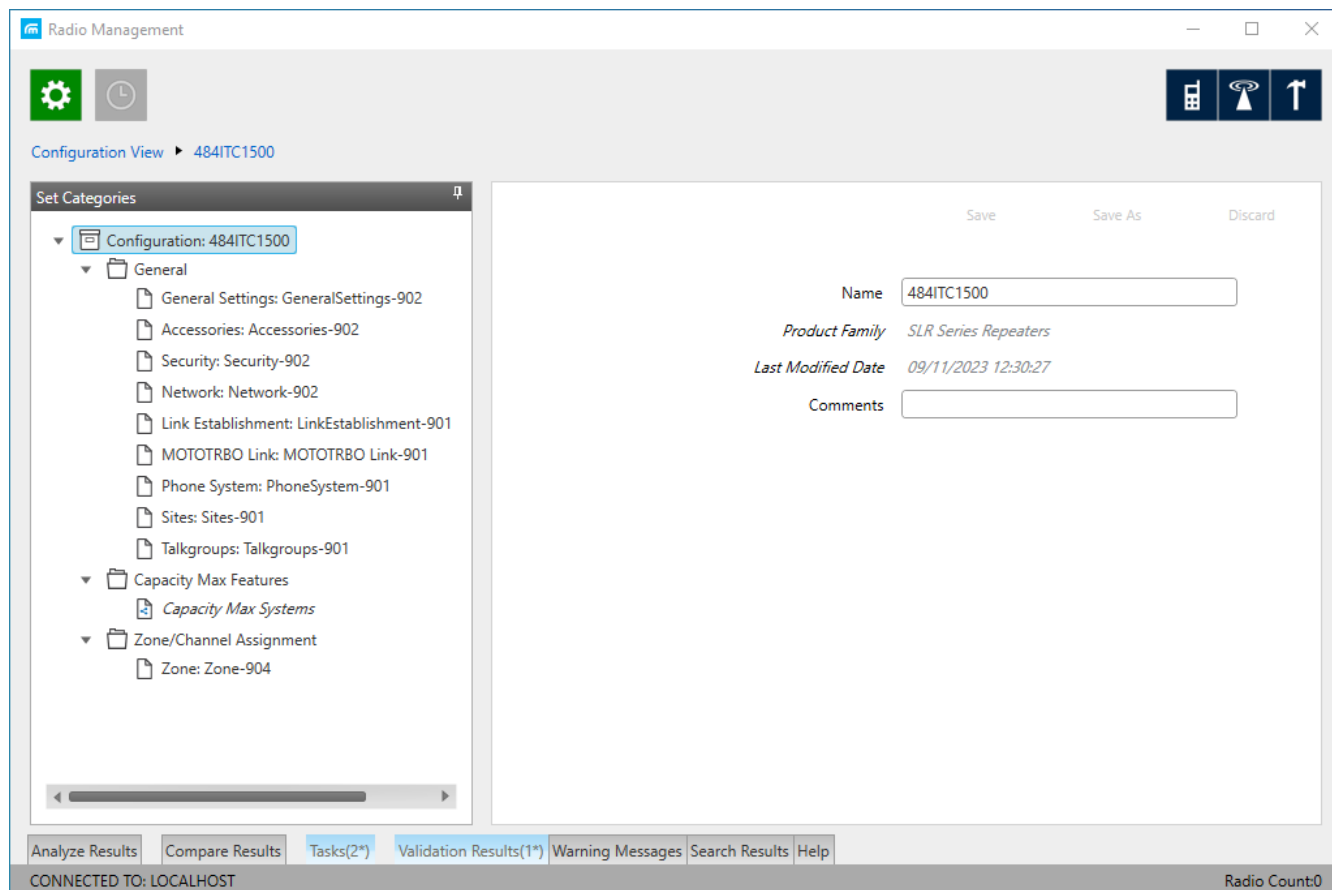 Radio Management
Configuration View 484ITC1500
Set Categories
Configuration: 484ITC1500
General
General Settings: GeneralSettings-902
Accessories: Accessories-902
Security: Security-902
Network: Network-902
Link Establishment: LinkEstablishment-901
MOTOTRBO Link: MOTOTRBO Link-901
Phone System: PhoneSystem-901
Sites: Sites-901
Talkgroups: Talkgroups-901
Capacity Max Features
Capacity Max Systems
Zone/Channel Assignment
Zone: Zone-904
Save Save As Discard
Name 484ITC1500
Product Family SLR Series Repeaters
Last Modified Date 09/11/2023 12:30:27
Comments
Analyze Results Compare Results Tasks(2*) Validation Results(1*) Warning Messages Search Results Help
CONNECTED TO: LOCALHOST Radio Count:0